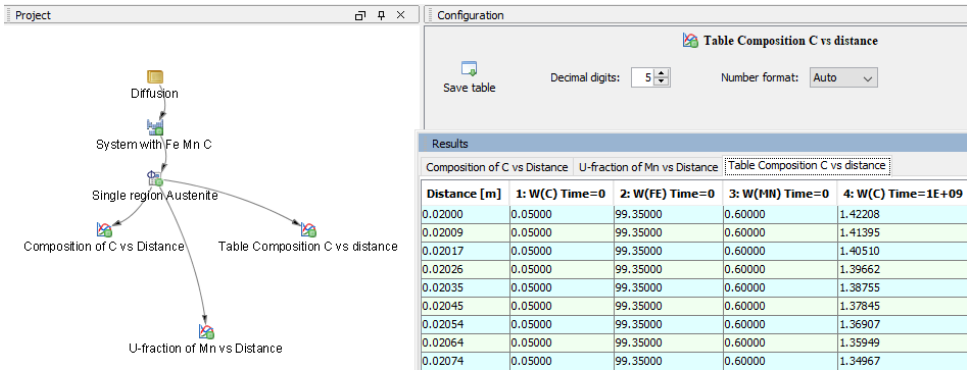 Project
Diffusion
System with Fe Mn C
Single region Austenite
Composition of C vs Distance
Table Composition C vs distance
U-fraction of Mn vs Distance
Configuration
Table Composition C vs distance
Save table
Decimal digits: 5
Number format: Auto
Results
Composition of C vs Distance U-fraction of Mn vs Distance Table Composition C vs distance
Distance [m] 1: W(C) Time=0 2: W(FE) Time=0 3: W(MN) Time=0 4: W(C) Time=1E+09
0.02000 0.05000 99.35000 0.60000 1.42208
0.02009 0.05000 99.35000 0.60000 1.41395
0.02017 0.05000 99.35000 0.60000 1.40510
0.02026 0.05000 99.35000 0.60000 1.39662
0.02035 0.05000 99.35000 0.60000 1.38755
0.02045 0.05000 99.35000 0.60000 1.37845
0.02054 0.05000 99.35000 0.60000 1.36907
0.02064 0.05000 99.35000 0.60000 1.35949
0.02074 0.05000 99.35000 0.60000 1.34967